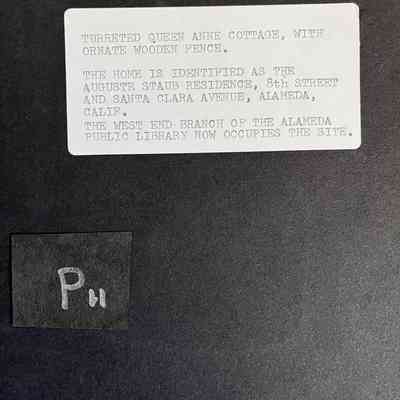 TURRETED QUEEN ANNE COTTAGE, WITH
ORNATE WOODEN FENCE.
THE HOME IS IDENTIFIED AS THE
AUGUSTE STAUB RESIDENCE, 8th STREET
AND SANTA CLARA AVENUE, ALAMEDA,
CALIF.
THE WEST END BRANCH OF THE ALAMEDA
PUBLIC LIBRARY NOW OCCUPIES THE SITE.
P11